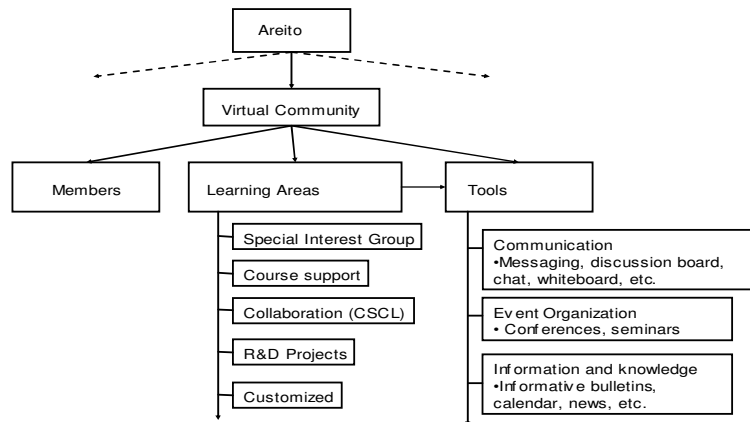 Areito
Virtual Community
Members
Learning Areas
Tools
Special Interest Group
Course support
Collaboration (CSCL)
R&D Projects
Customized
Communication
•Messaging, discussion board,
chat, whiteboard, etc.
Event Organization
• Conferences, seminars
Information and knowledge
•Informative bulletins,
calendar, news, etc.